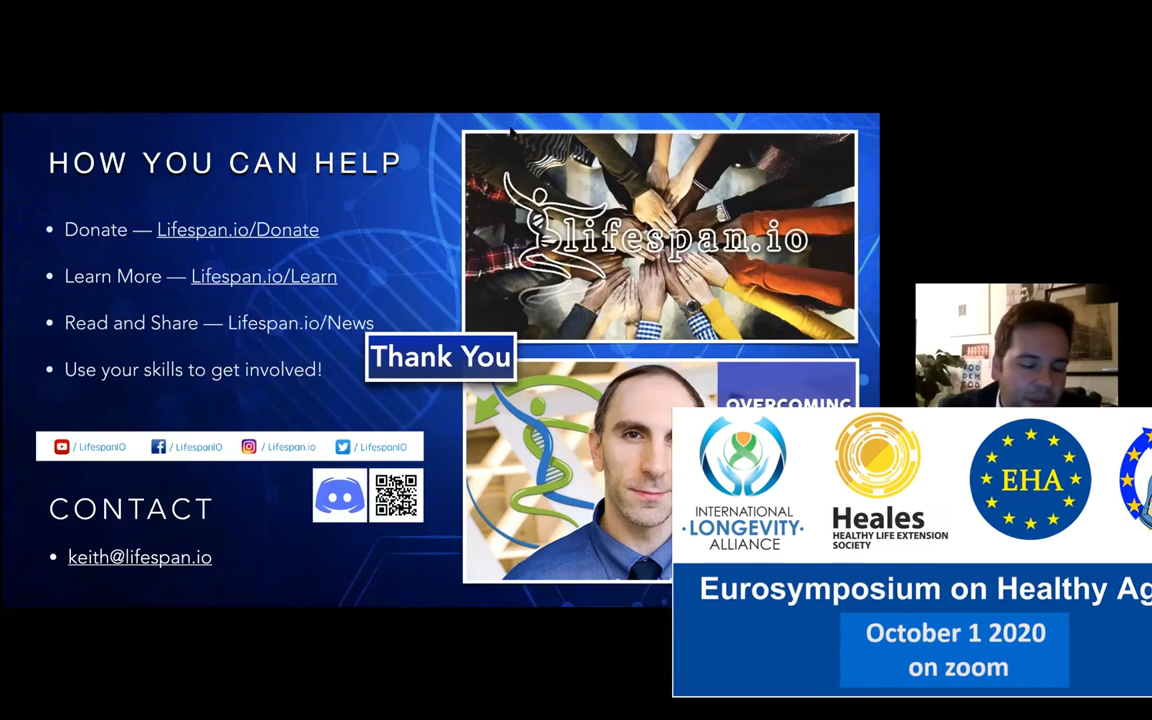 HOW YOU CAN HELP
• Donate — Lifespan.io/Donate
• Learn More — Lifespan.io/Learn
• Read and Share — Lifespan.io/News
• Use your skills to get involved!
/ LifespanIO / LifespanIO / Lifespan.io / LifespanIO
CONTACT
• keith@lifespan.io
lifespan.io
Thank You
OVERCOMING
INTERNATIONAL
·LONGEVITY·
ALLIANCE
Heales
HEALTHY LIFE EXTENSION
SOCIETY
EHA
Eurosymposium on Healthy Ag
October 1 2020
on zoom